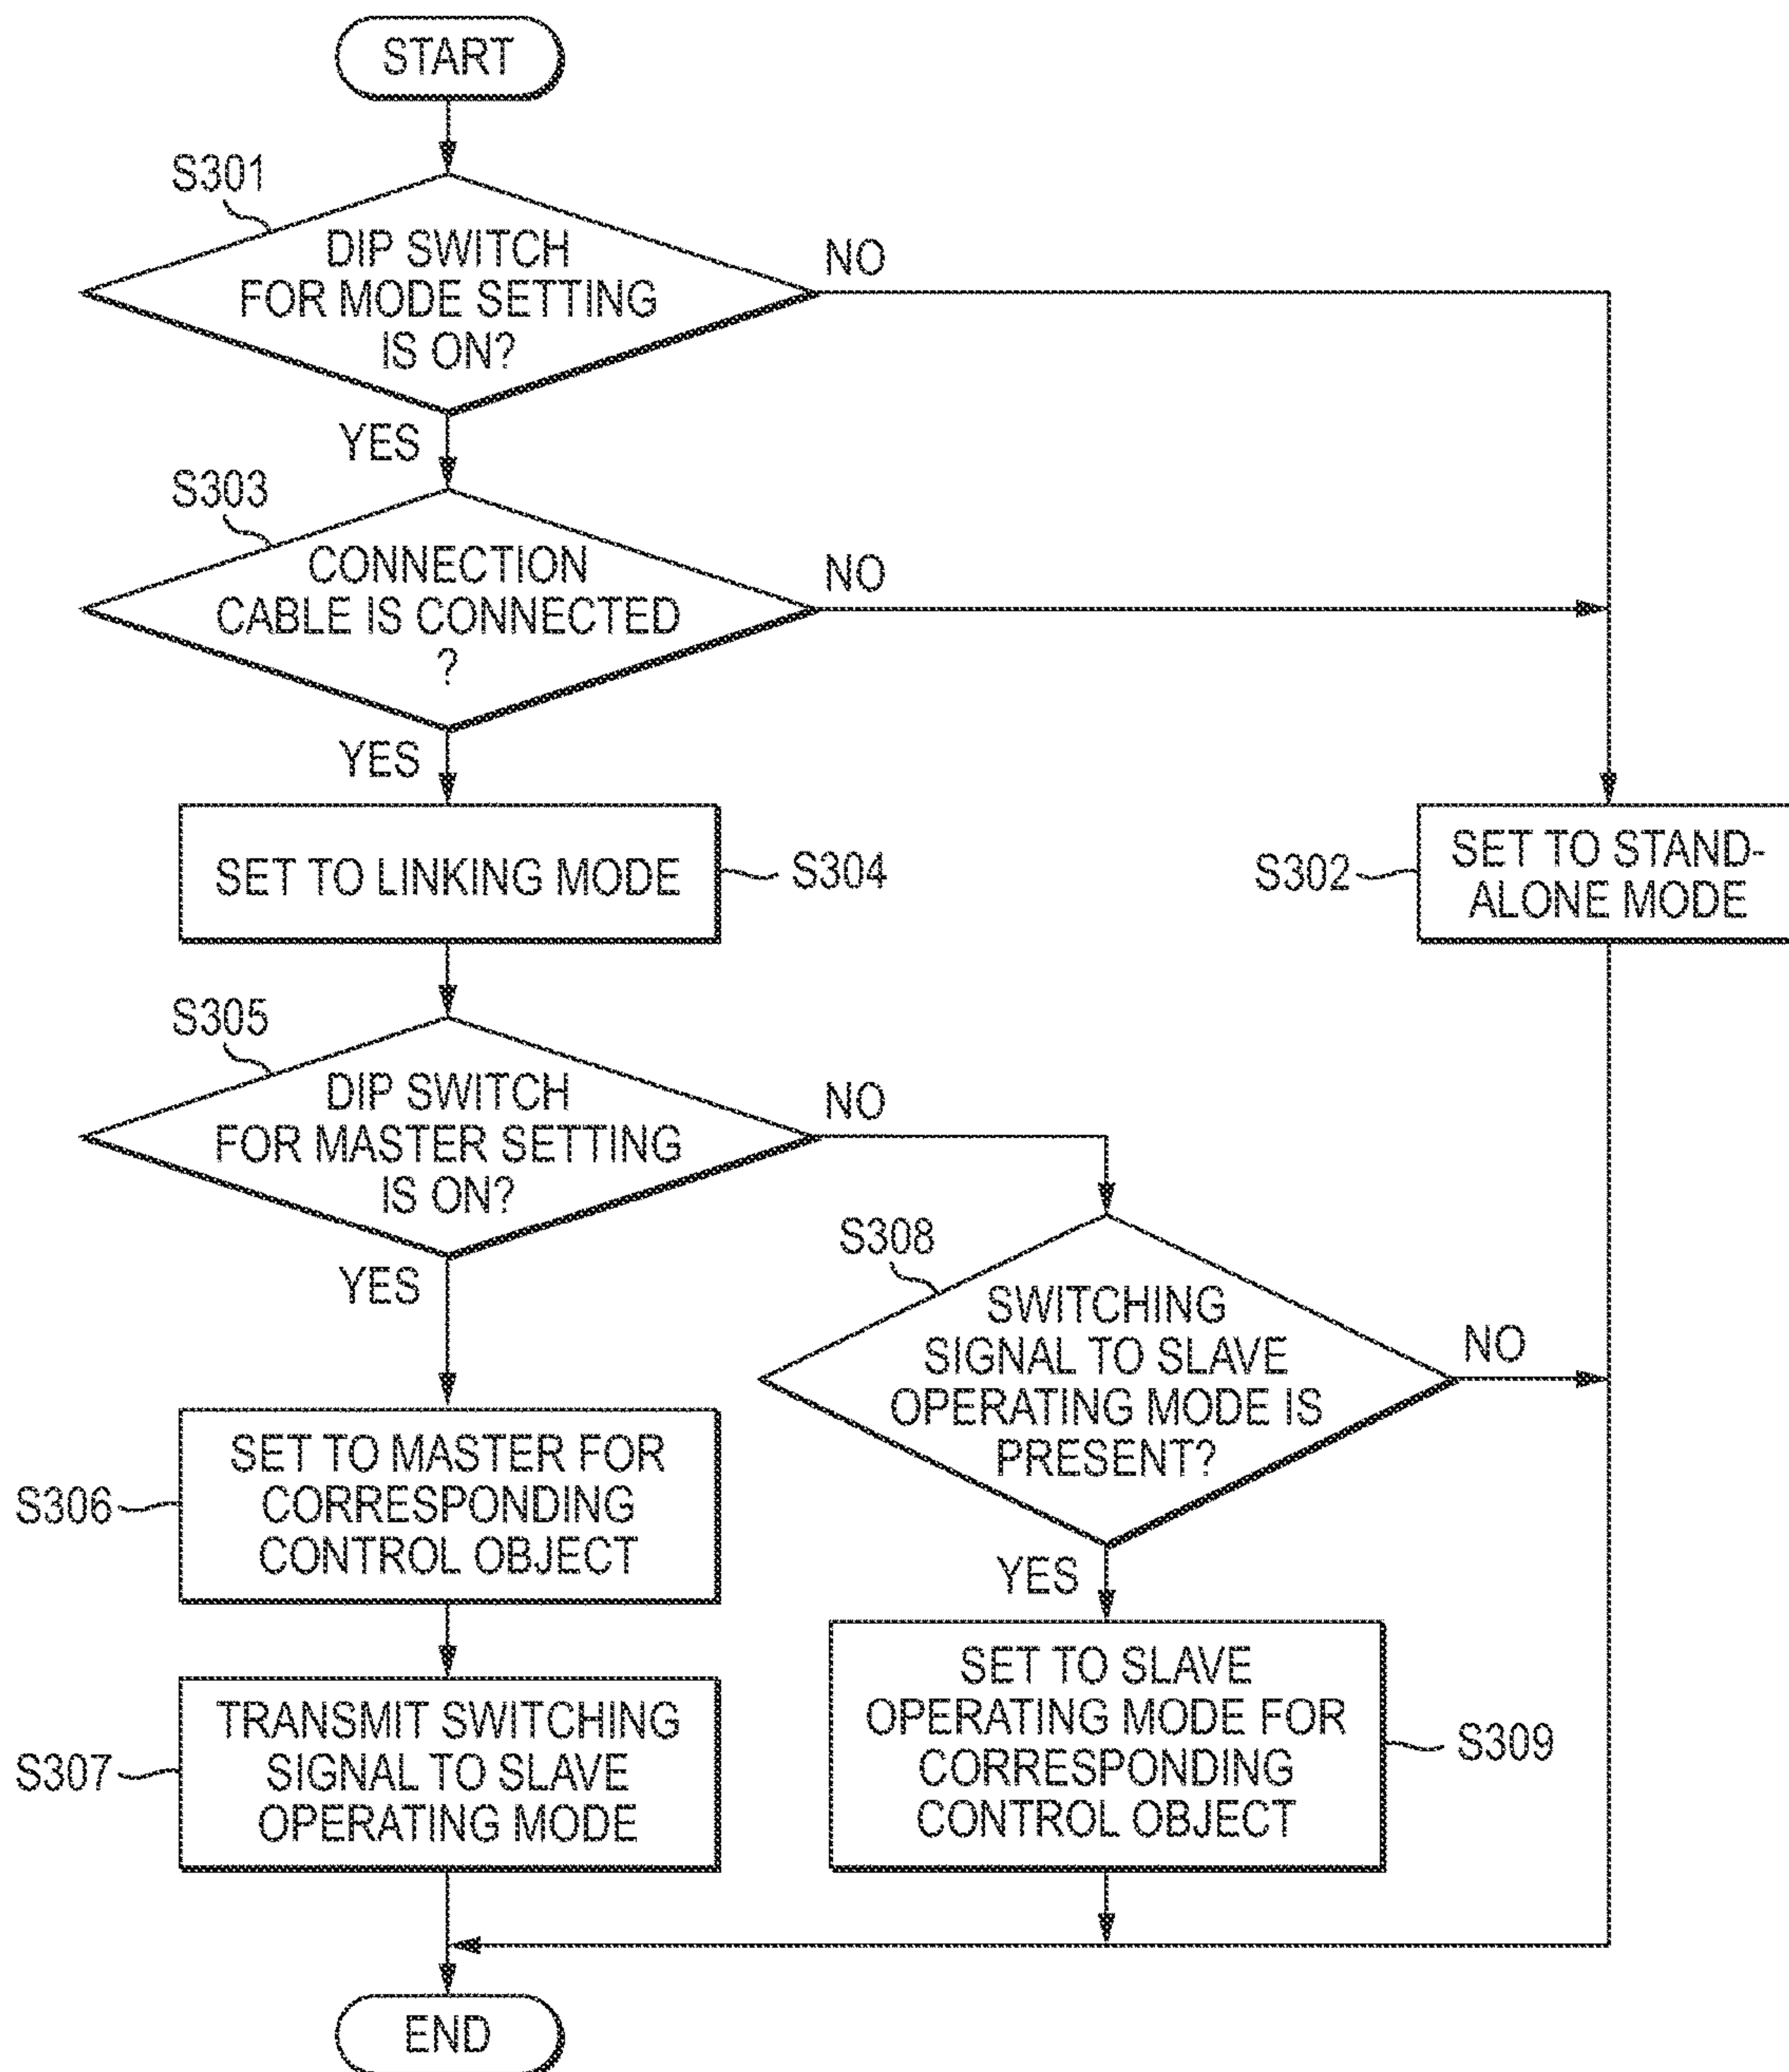 START
S301
DIP SWITCH
FOR MODE SETTING
IS ON?
NO
YES
S303
CONNECTION
CABLE IS CONNECTED
?
NO
YES
SET TO LINKING MODE
S304
S302
SET TO STAND-
ALONE MODE
S305
DIP SWITCH
FOR MASTER SETTING
IS ON?
NO
YES
S308
SWITCHING
SIGNAL TO SLAVE
OPERATING MODE IS
PRESENT?
NO
YES
S306
SET TO MASTER FOR
CORRESPONDING
CONTROL OBJECT
S307
TRANSMIT SWITCHING
SIGNAL TO SLAVE
OPERATING MODE
SET TO SLAVE
OPERATING MODE FOR
CORRESPONDING
CONTROL OBJECT
S309
END